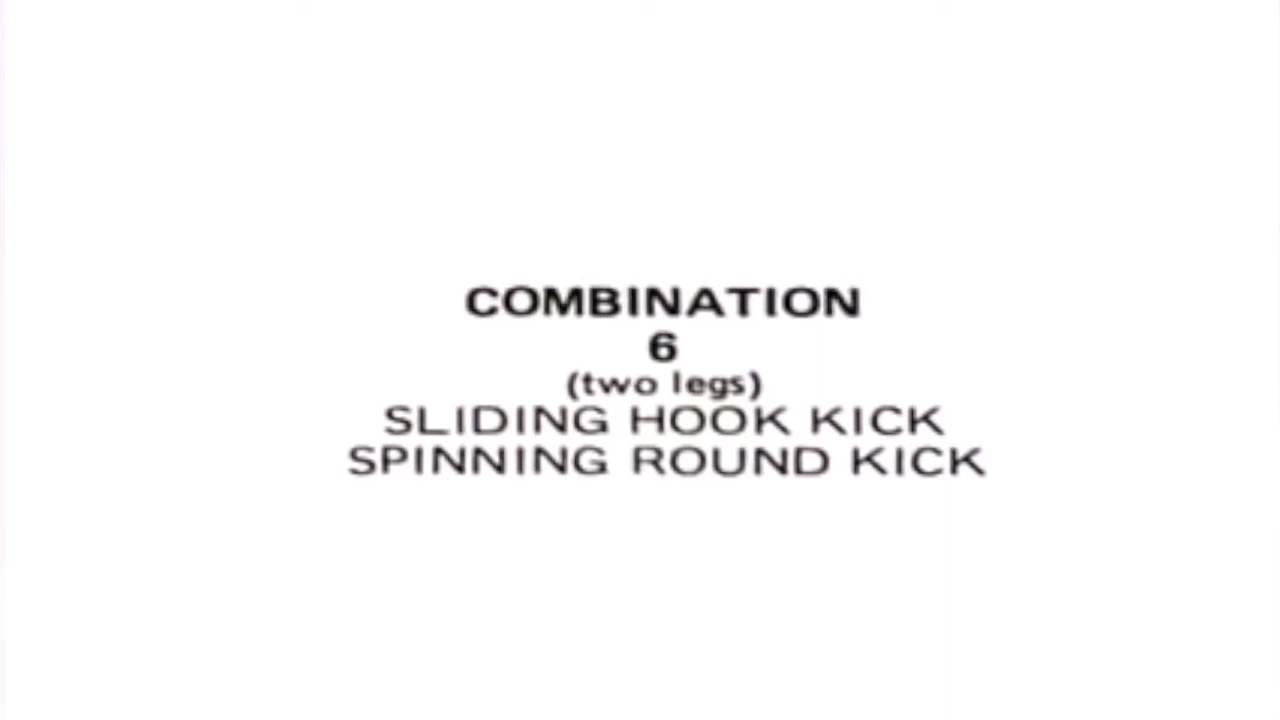 COMBINATION
6
(two legs)
SLIDING HOOK KICK
SPINNING ROUND KICK